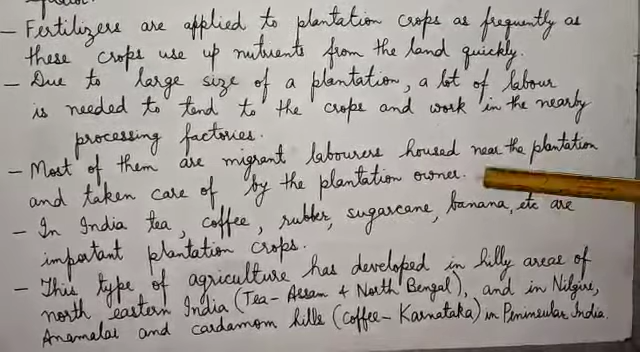 - Fertilizers are applied to plantation crops as frequently as
these crops use up nutrients from the land quickly.
- Due to large size of a plantation, a lot of labour
is needed to tend to the crops and work in the nearby
processing factories.
- Most of them are migrant labourers housed near the plantation
and taken care of by the plantation owner.
- In India tea, coffee, rubber, sugarcane, banana, etc are
important plantation crops.
- This type of agriculture has developed in hilly areas of
north eastern India (Tea - Assam & North Bengal), and in Nilgiri,
Anamalai and cardamom hills (coffee - Karnataka) in Peninsular India.